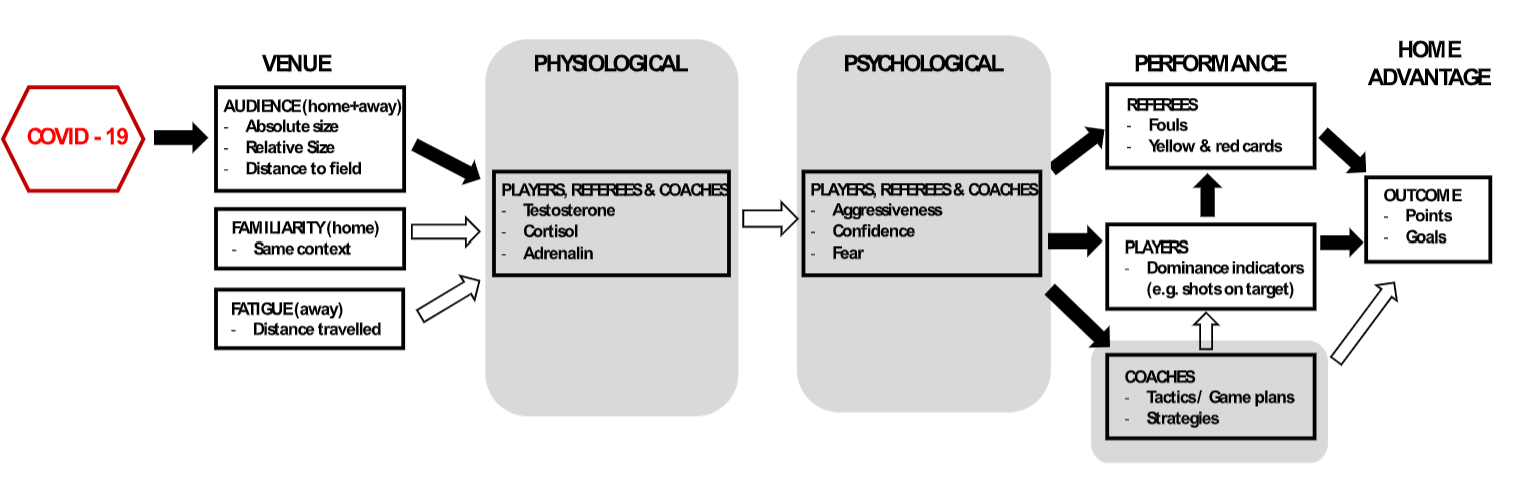 COVID - 19
VENUE
AUDIENCE (home+away)
- Absolute size
- Relative Size
- Distance to field
FAMILIARITY (home)
- Same context
FATIGUE (away)
- Distance travelled
PHYSIOLOGICAL
PLAYERS, REFEREES & COACHES
- Testosterone
- Cortisol
- Adrenalin
PSYCHOLOGICAL
PLAYERS, REFEREES & COACHES
- Aggressiveness
- Confidence
- Fear
PERFORMANCE
REFEREES
- Fouls
- Yellow & red cards
PLAYERS
- Dominance indicators
(e.g. shots on target)
COACHES
- Tactics/ Game plans
- Strategies
HOME
ADVANTAGE
OUTCOME
- Points
- Goals